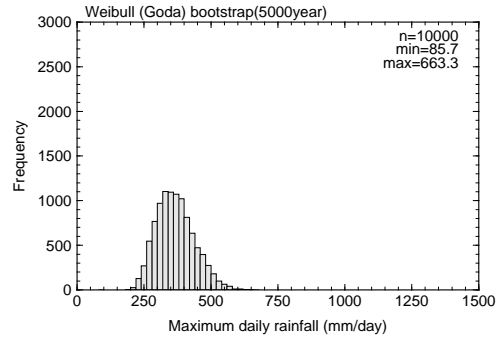 Weibull (Goda) bootstrap(5000year)
n=10000
min=85.7
max=663.3
3000
2500
2000
1500
1000
500
0
Frequency
0 250 500 750 1000 1250 1500
Maximum daily rainfall (mm/day)